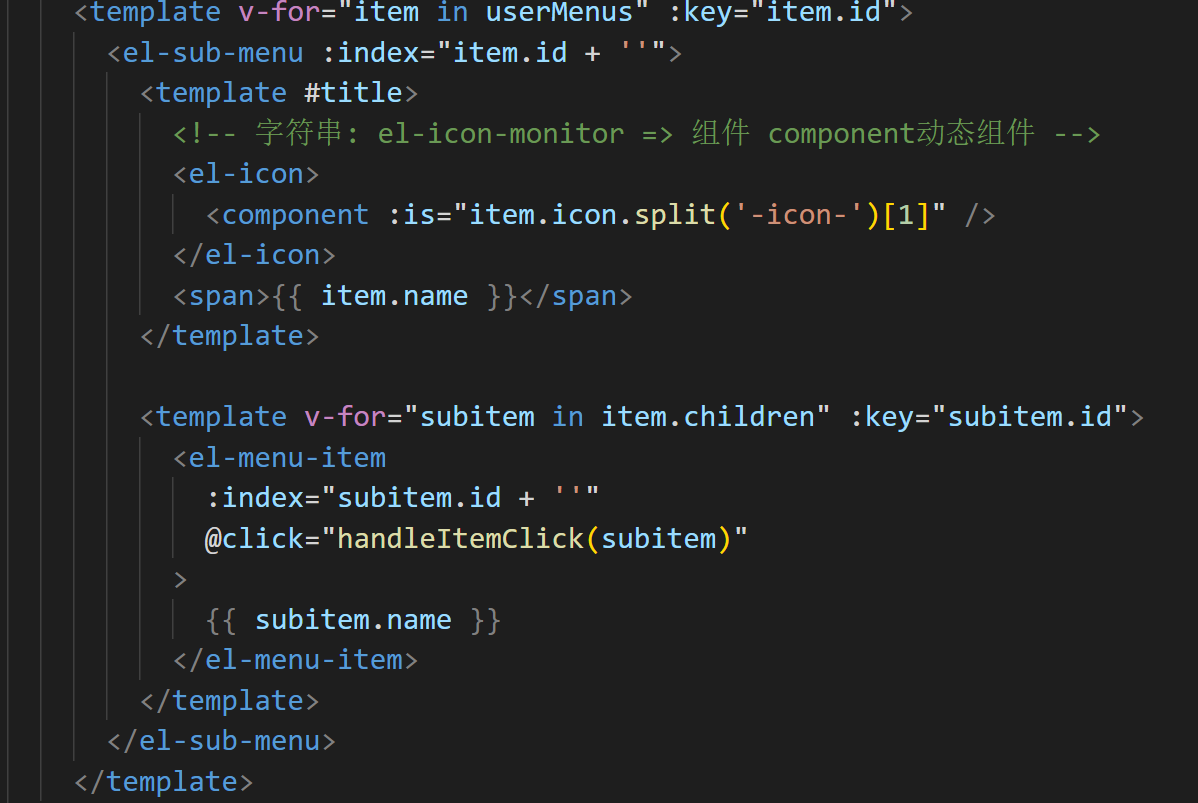 <template v-for="item in userMenus" :key="item.id">
<el-sub-menu :index="item.id + ''">
<template #title>
<!-- 字符串: el-icon-monitor => 组件 component动态组件 -->
<el-icon>
<component :is="item.icon.split('-icon-')[1]" />
</el-icon>
<span>{{ item.name }}</span>
</template>
<template v-for="subitem in item.children" :key="subitem.id">
<el-menu-item
:index="subitem.id + ''"
@click="handleItemClick(subitem)"
>
{{ subitem.name }}
</el-menu-item>
</template>
</el-sub-menu>
</template>